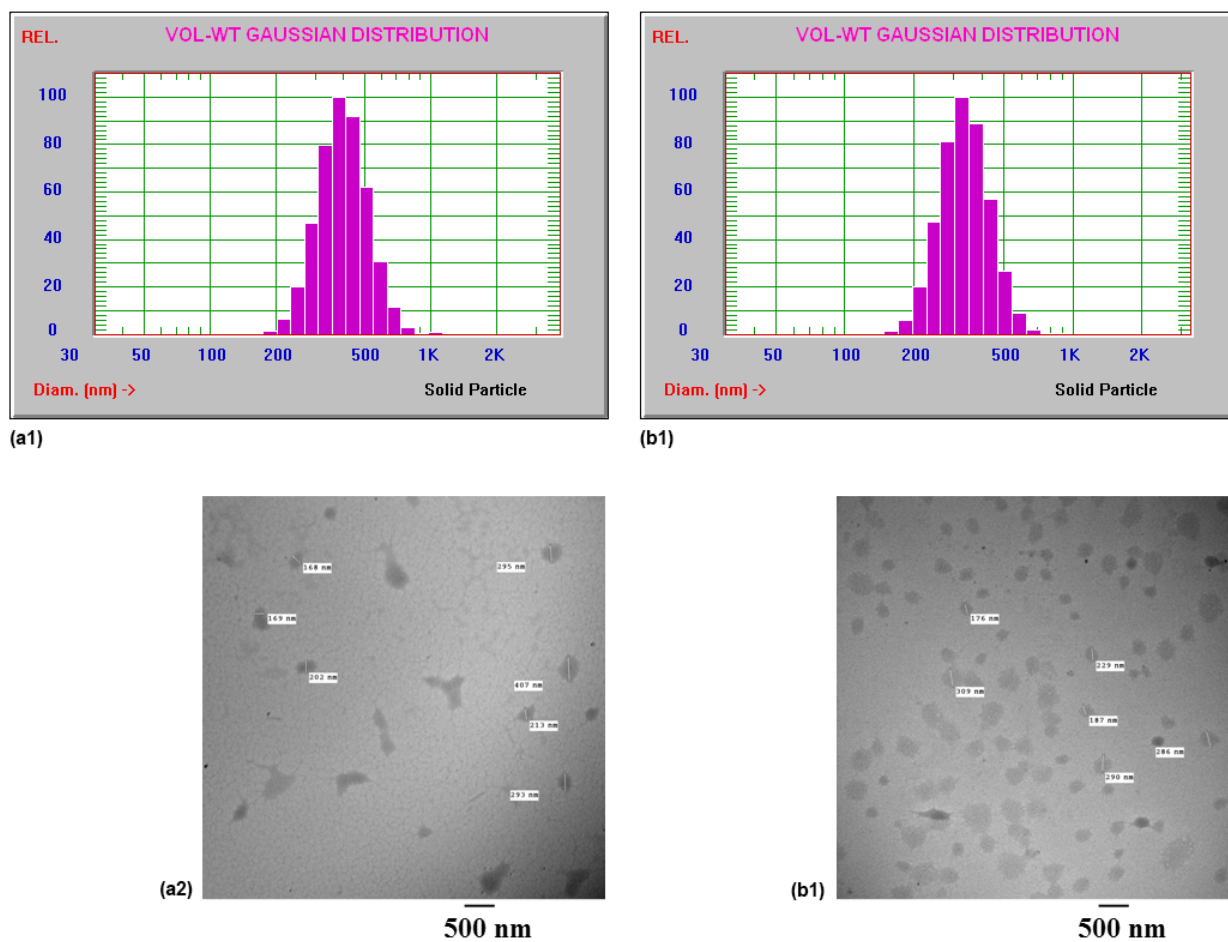 REL. VOL-WT GAUSSIAN DISTRIBUTION
100
80
60
40
20
0
30 50 100 200 500 1K 2K
Diam. (nm) -> Solid Particle
(a1)
REL. VOL-WT GAUSSIAN DISTRIBUTION
100
80
60
40
20
0
30 50 100 200 500 1K 2K
Diam. (nm) -> Solid Particle
(b1)
168 nm
295 nm
169 nm
202 nm
407 nm
213 nm
293 nm
(a2)
500 nm
176 nm
229 nm
309 nm
187 nm
286 nm
290 nm
(b1)
500 nm